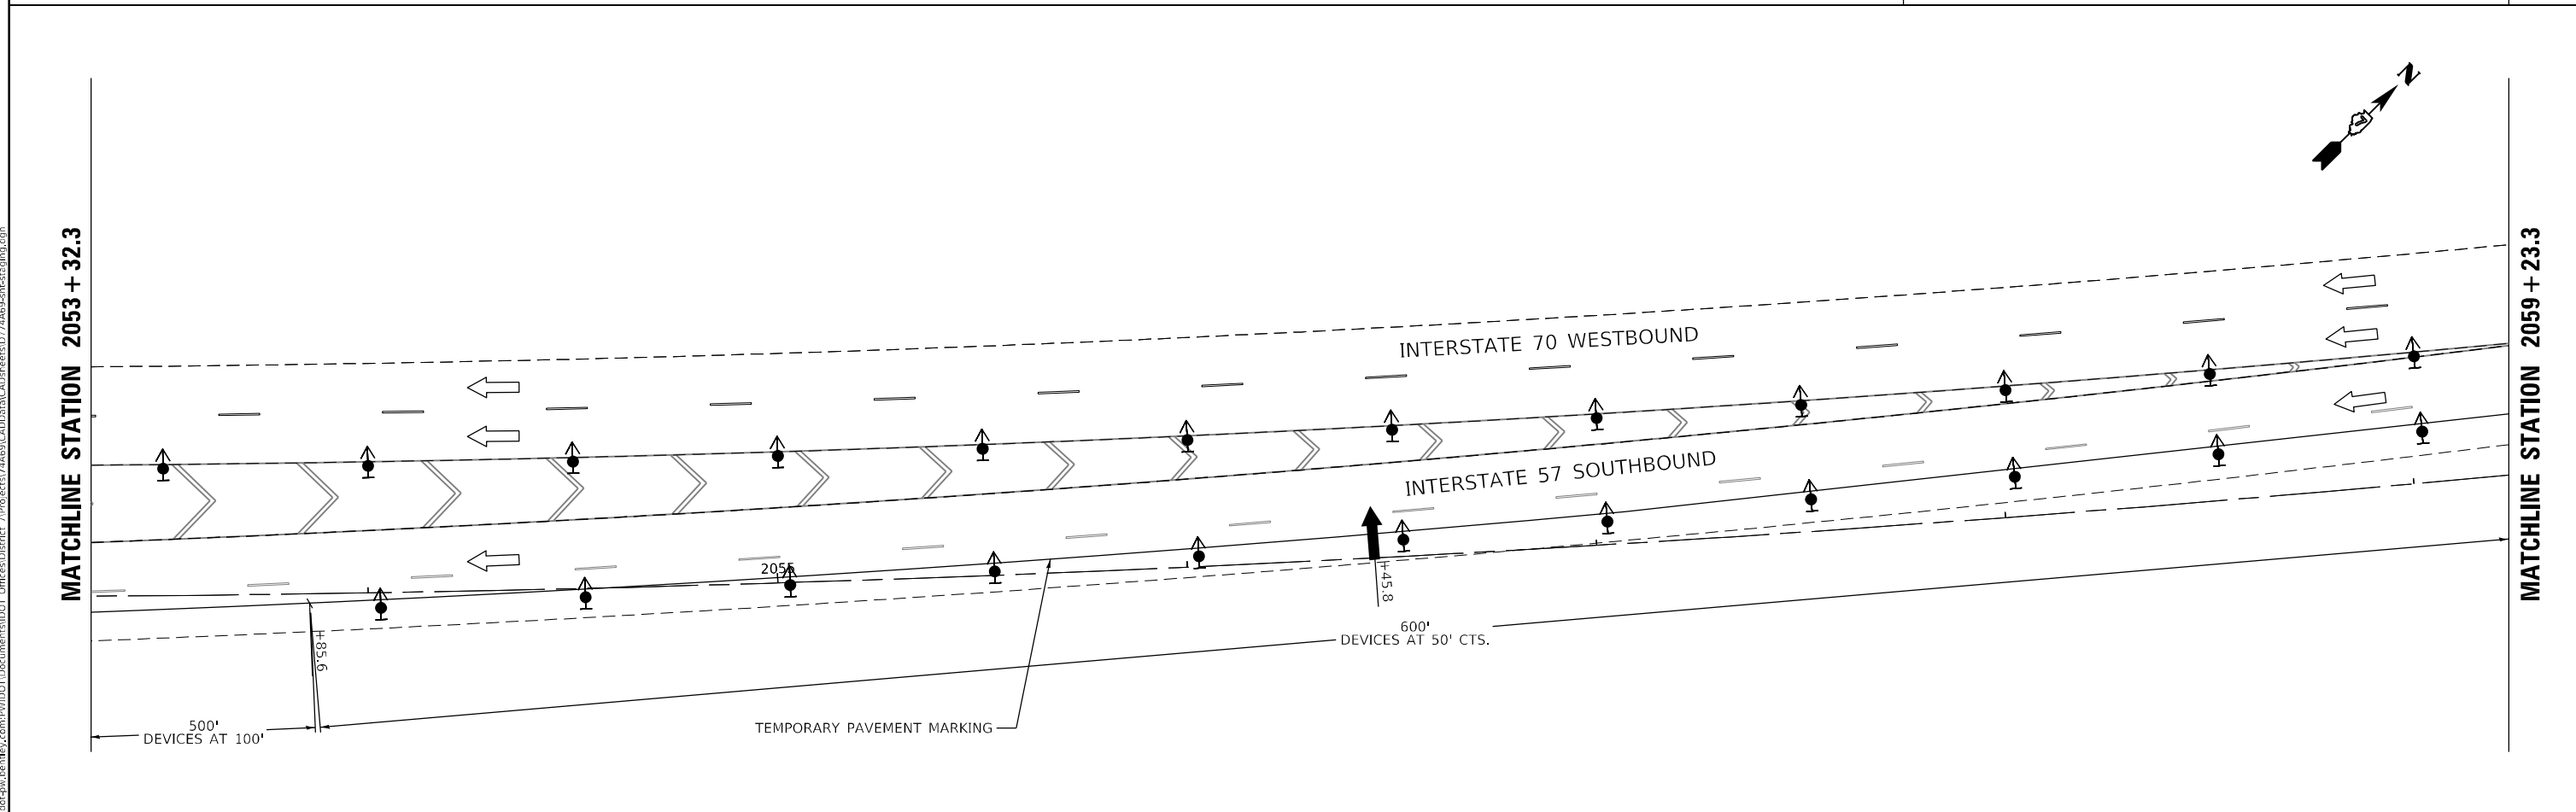 MATCHLINE STATION 2053+32.3
N
MATCHLINE STATION 2059+23.3
INTERSTATE 70 WESTBOUND
INTERSTATE 57 SOUTHBOUND
2055
+45.8
+85.6
600'
DEVICES AT 50' CTS.
500'
DEVICES AT 100'
TEMPORARY PAVEMENT MARKING